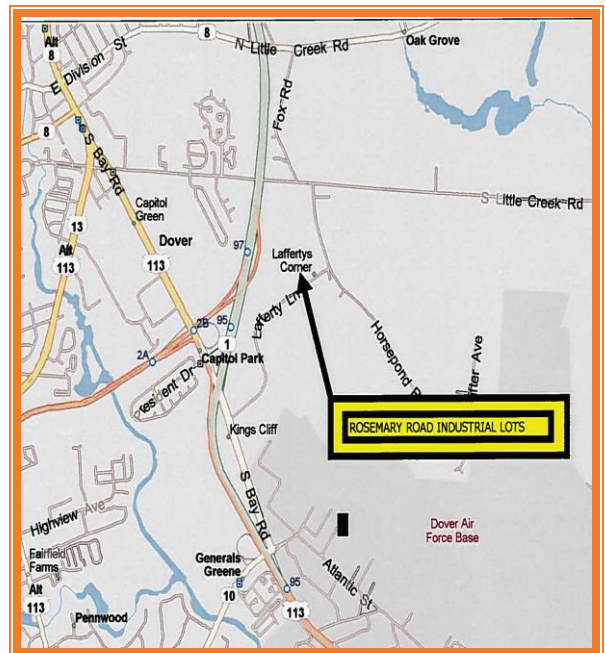 Alt
8
E Division St
8
N Little Creek Rd
Oak Grove
Fox Rd
8
S Bay Rd
Capitol
Green
S Little Creek Rd
13
Alt
113
Dover
113
97
Laffertys
Corner
Lafferty Ln
2B
95
1
2A
Capitol Park
resident Dr
Horsepond R
ifter Ave
ROSEMARY ROAD INDUSTRIAL LOTS
Kings Cliff
S Bay Rd
Highview Ave
Dover Air
Force Base
Fairfield
Farms
Generals
Greene
Atlantic St
Alt
113
10
95
113
Pennwood